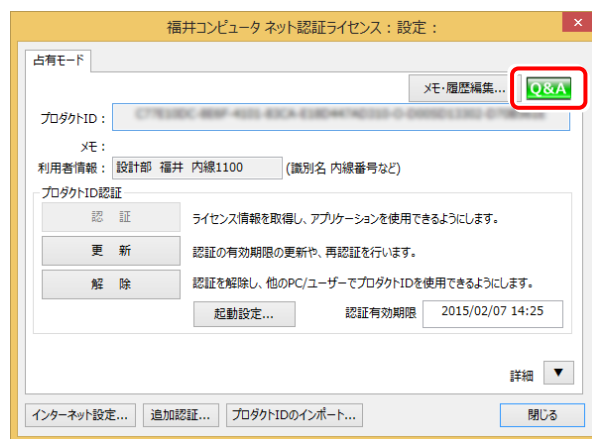 福井コンピュータ ネット認証ライセンス：設定：
占有モード
メモ・履歴編集... Q&A
プロダクトID：
メモ：
利用者情報： 設計部 福井 内線1100 (識別名 内線番号など)
プロダクトID認証
認 証 ライセンス情報を取得し、アプリケーションを使用できるようにします。
更 新 認証の有効期限の更新や、再認証を行います。
解 除 認証を解除し、他のPC/ユーザーでプロダクトIDを使用できるようにします。
起動設定... 認証有効期限 2015/02/07 14:25
詳細 ▼
インターネット設定... 追加認証... プロダクトIDのインポート... 閉じる